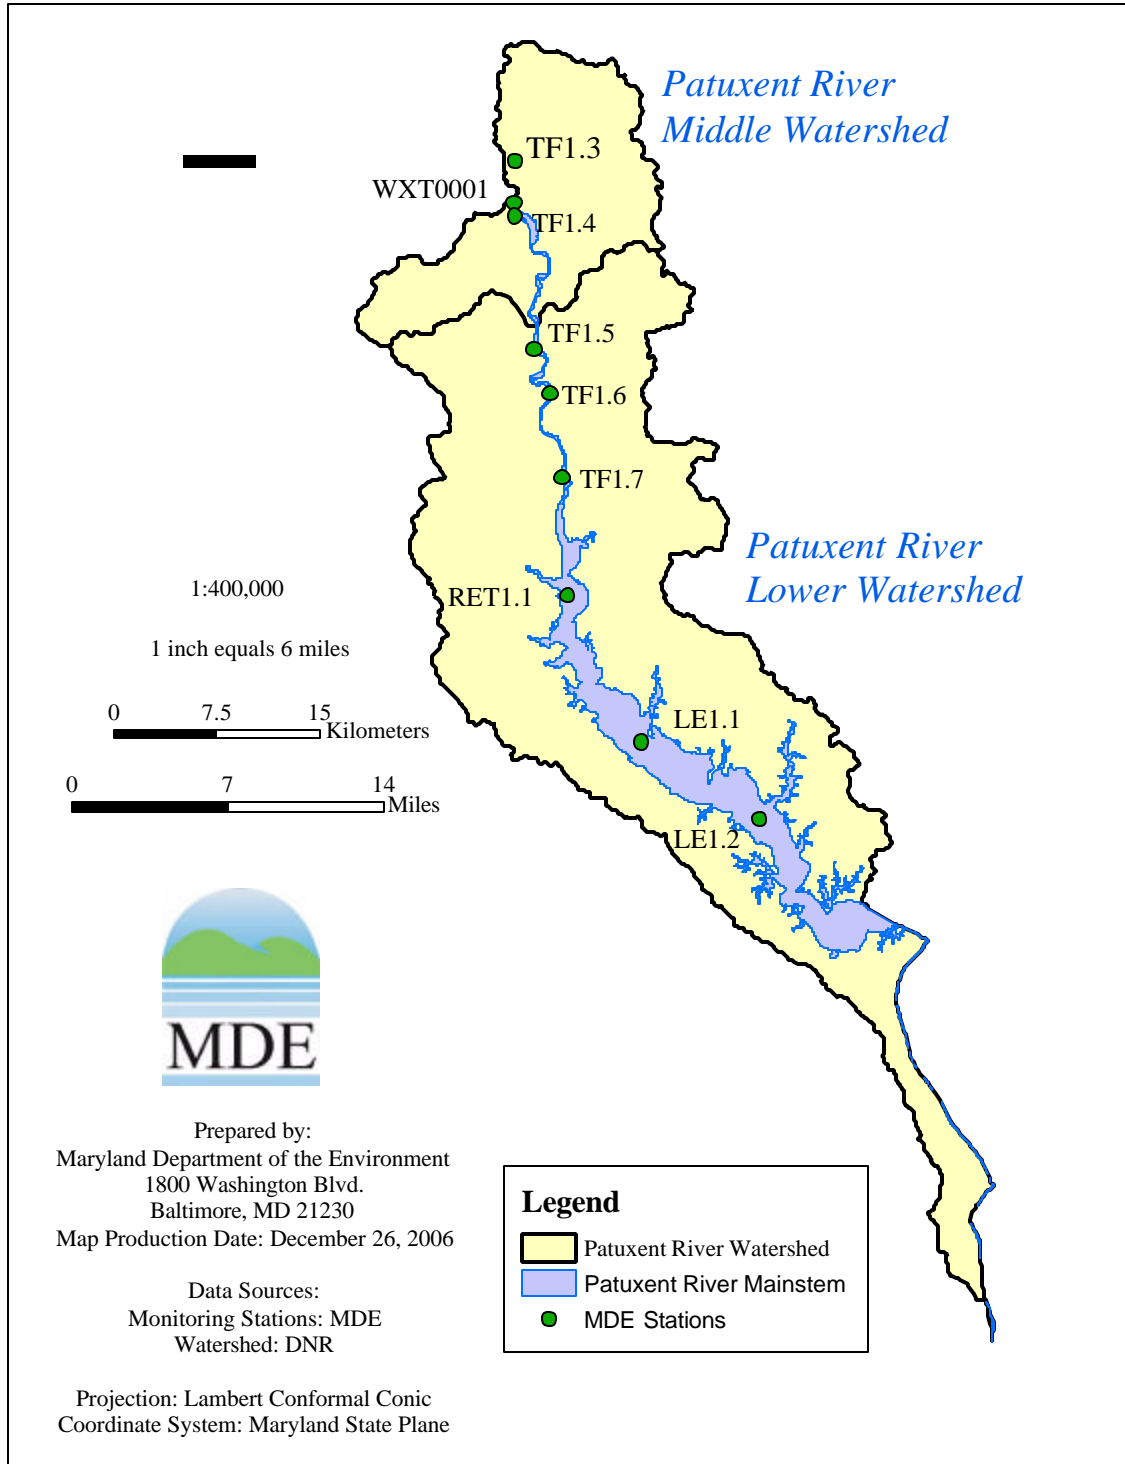 Patuxent River
Middle Watershed
TF1.3
WXT0001
TF1.4
TF1.5
TF1.6
TF1.7
Patuxent River
Lower Watershed
RET1.1
1:400,000
1 inch equals 6 miles
0 7.5 15
Kilometers
0 7 14
Miles
LE1.1
LE1.2
MDE
Prepared by:
Maryland Department of the Environment
1800 Washington Blvd.
Baltimore, MD 21230
Map Production Date: December 26, 2006
Data Sources:
Monitoring Stations: MDE
Watershed: DNR
Projection: Lambert Conformal Conic
Coordinate System: Maryland State Plane
Legend
Patuxent River Watershed
Patuxent River Mainstem
MDE Stations